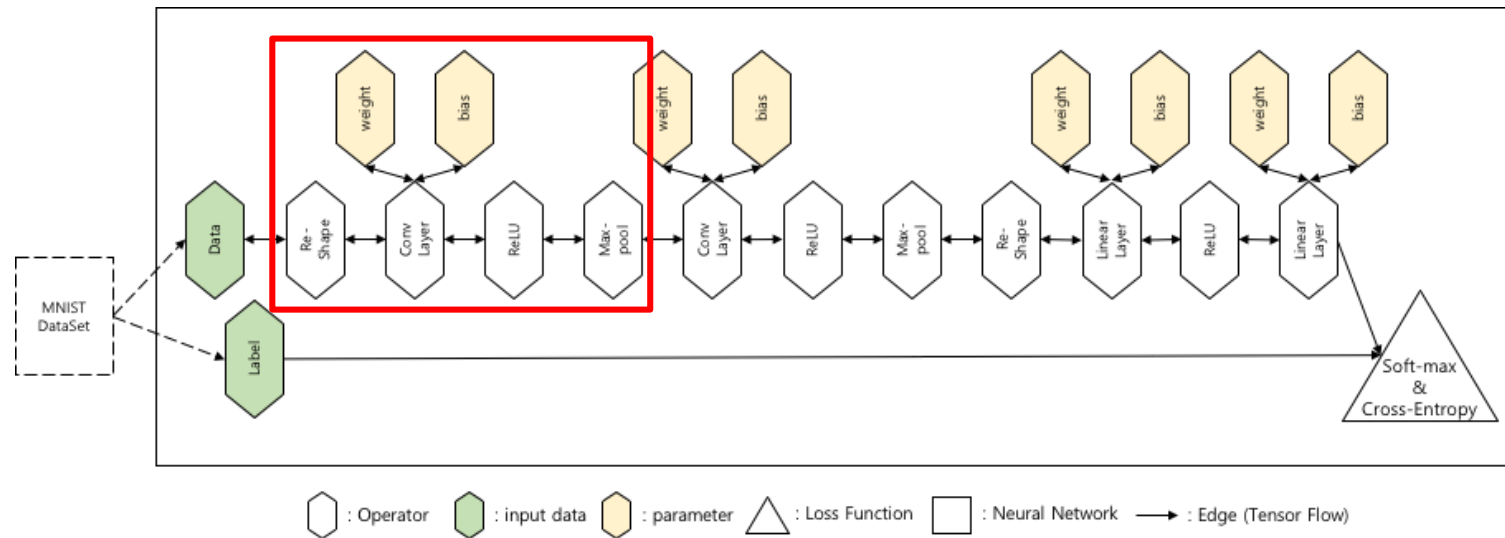 weight
bias
weight
bias
weight
bias
weight
bias
Data
Re-
Shape
Conv
Layer
ReLU
Max-
pool
Conv
Layer
ReLU
Max-
pool
Re-
Shape
Linear
Layer
ReLU
Linear
Layer
MNIST
DataSet
Label
Soft-max
&
Cross-Entropy
: Operator
: input data
: parameter
: Loss Function
: Neural Network
: Edge (Tensor Flow)